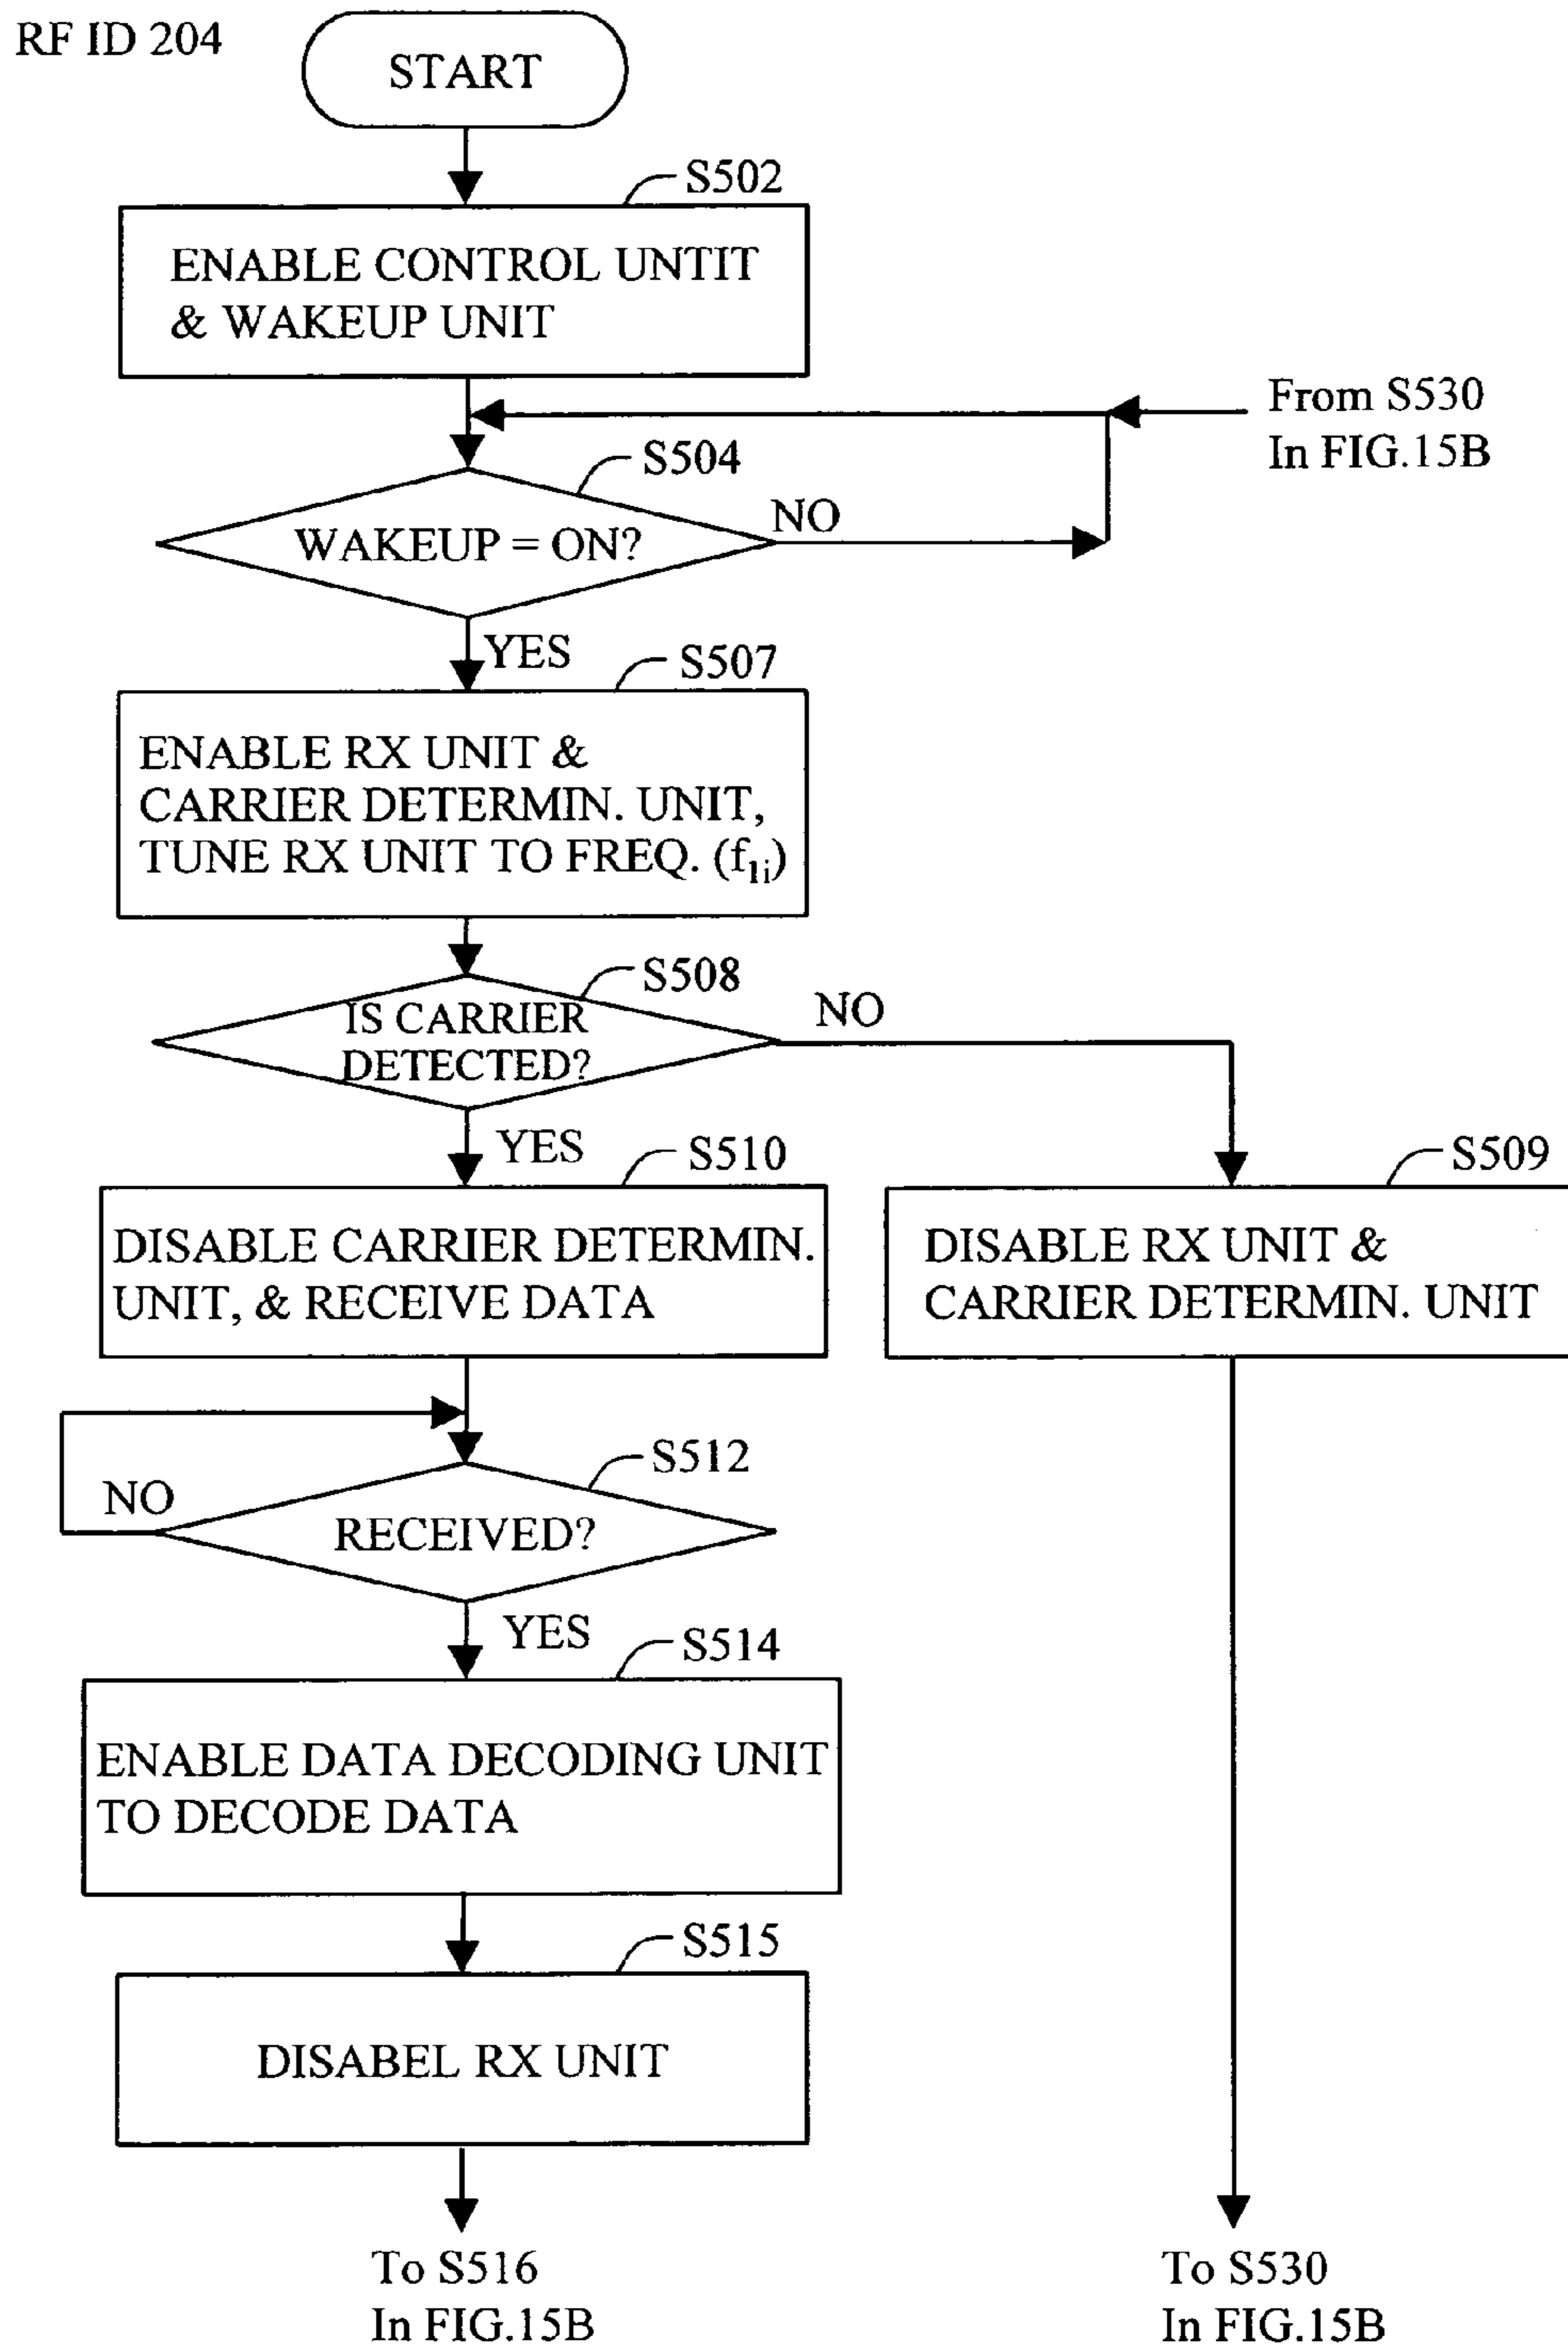 RF ID 204
START
S502
ENABLE CONTROL UNTIT
& WAKEUP UNIT
From S530
In FIG.15B
S504
WAKEUP = ON?
NO
YES
S507
ENABLE RX UNIT &
CARRIER DETERMIN. UNIT,
TUNE RX UNIT TO FREQ. (f1i)
S508
IS CARRIER
DETECTED?
NO
YES
S510
DISABLE CARRIER DETERMIN.
UNIT, & RECEIVE DATA
S509
DISABLE RX UNIT &
CARRIER DETERMIN. UNIT
S512
NO
RECEIVED?
YES
S514
ENABLE DATA DECODING UNIT
TO DECODE DATA
S515
DISABEL RX UNIT
To S516
In FIG.15B
To S530
In FIG.15B